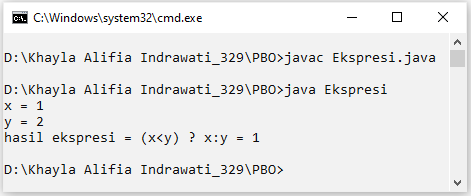 C:\Windows\system32\cmd.exe
D:\Khayla Alifia Indrawati_329\PBO>javac Ekspresi.java
D:\Khayla Alifia Indrawati_329\PBO>java Ekspresi
x = 1
y = 2
hasil ekspresi = (x<y) ? x:y = 1
D:\Khayla Alifia Indrawati_329\PBO>